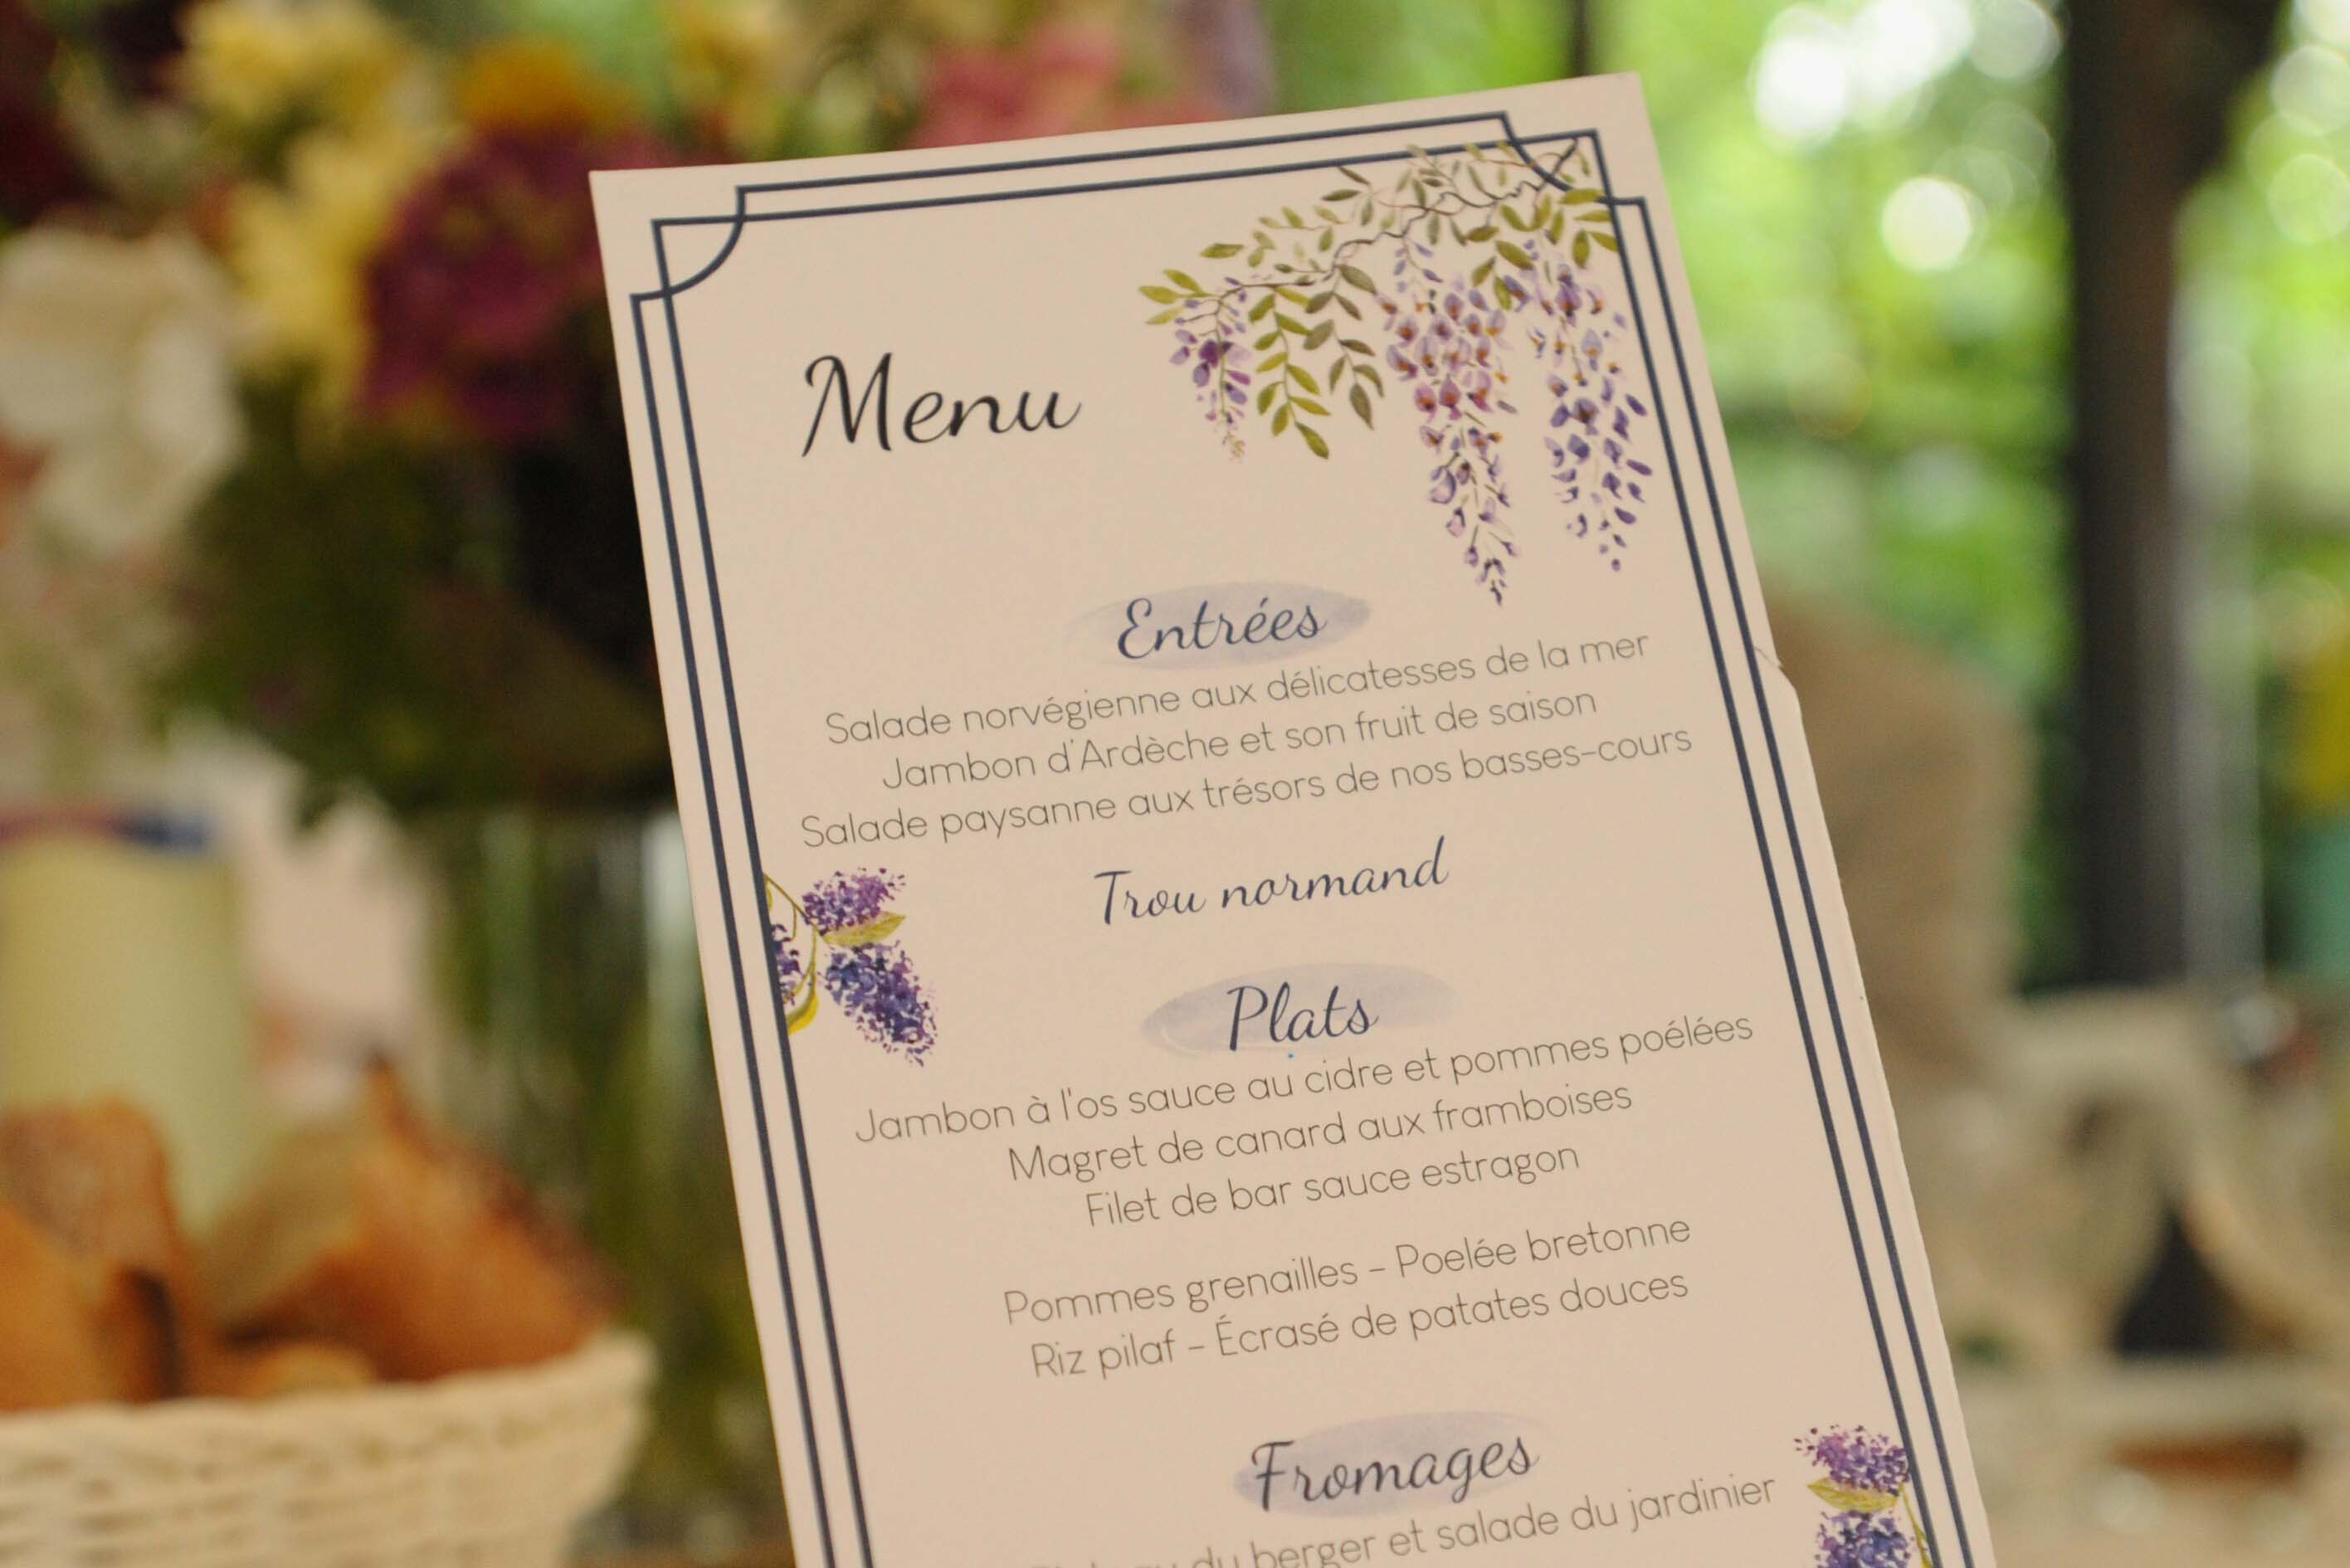 Menu
Entrées
Salade norvégienne aux délicatesses de la mer
Jambon d'Ardèche et son fruit de saison
Salade paysanne aux trésors de nos basses-cours
Trou normand
Plats
Jambon à l'os sauce au cidre et pommes poélées
Magret de canard aux framboises
Filet de bar sauce estragon
Pommes grenailles - Poelée bretonne
Riz pilaf - Écrasé de patates douces
Fromages
du berger et salade du jardinier